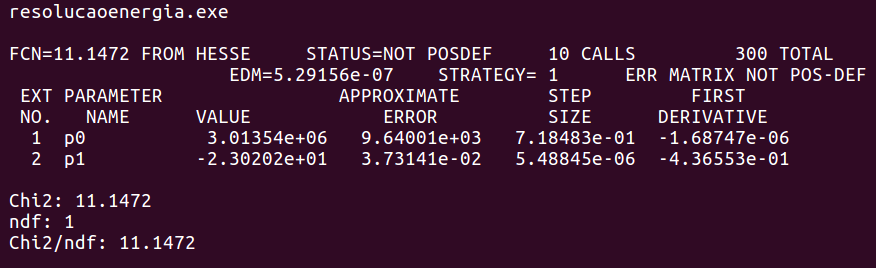 resolucaoenergia.exe
FCN=11.1472 FROM HESSE     STATUS=NOT POSDEF     10 CALLS         300 TOTAL
                    EDM=5.29156e-07    STRATEGY= 1      ERR MATRIX NOT POS-DEF
 EXT PARAMETER                APPROXIMATE        STEP         FIRST
 NO.   NAME      VALUE            ERROR          SIZE      DERIVATIVE
  1  p0           3.01354e+06   9.64001e+03   7.18483e-01  -1.68747e-06
  2  p1          -2.30202e+01   3.73141e-02   5.48845e-06  -4.36553e-01
Chi2: 11.1472
ndf: 1
Chi2/ndf: 11.1472